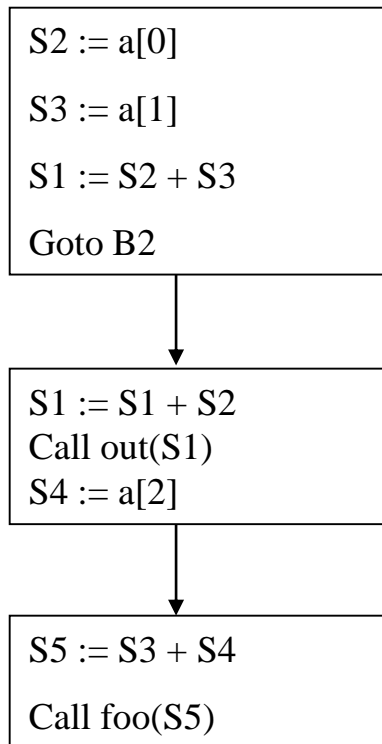 S2 := a[0]
S3 := a[1]
S1 := S2 + S3
Goto B2
S1 := S1 + S2
Call out(S1)
S4 := a[2]
S5 := S3 + S4
Call foo(S5)